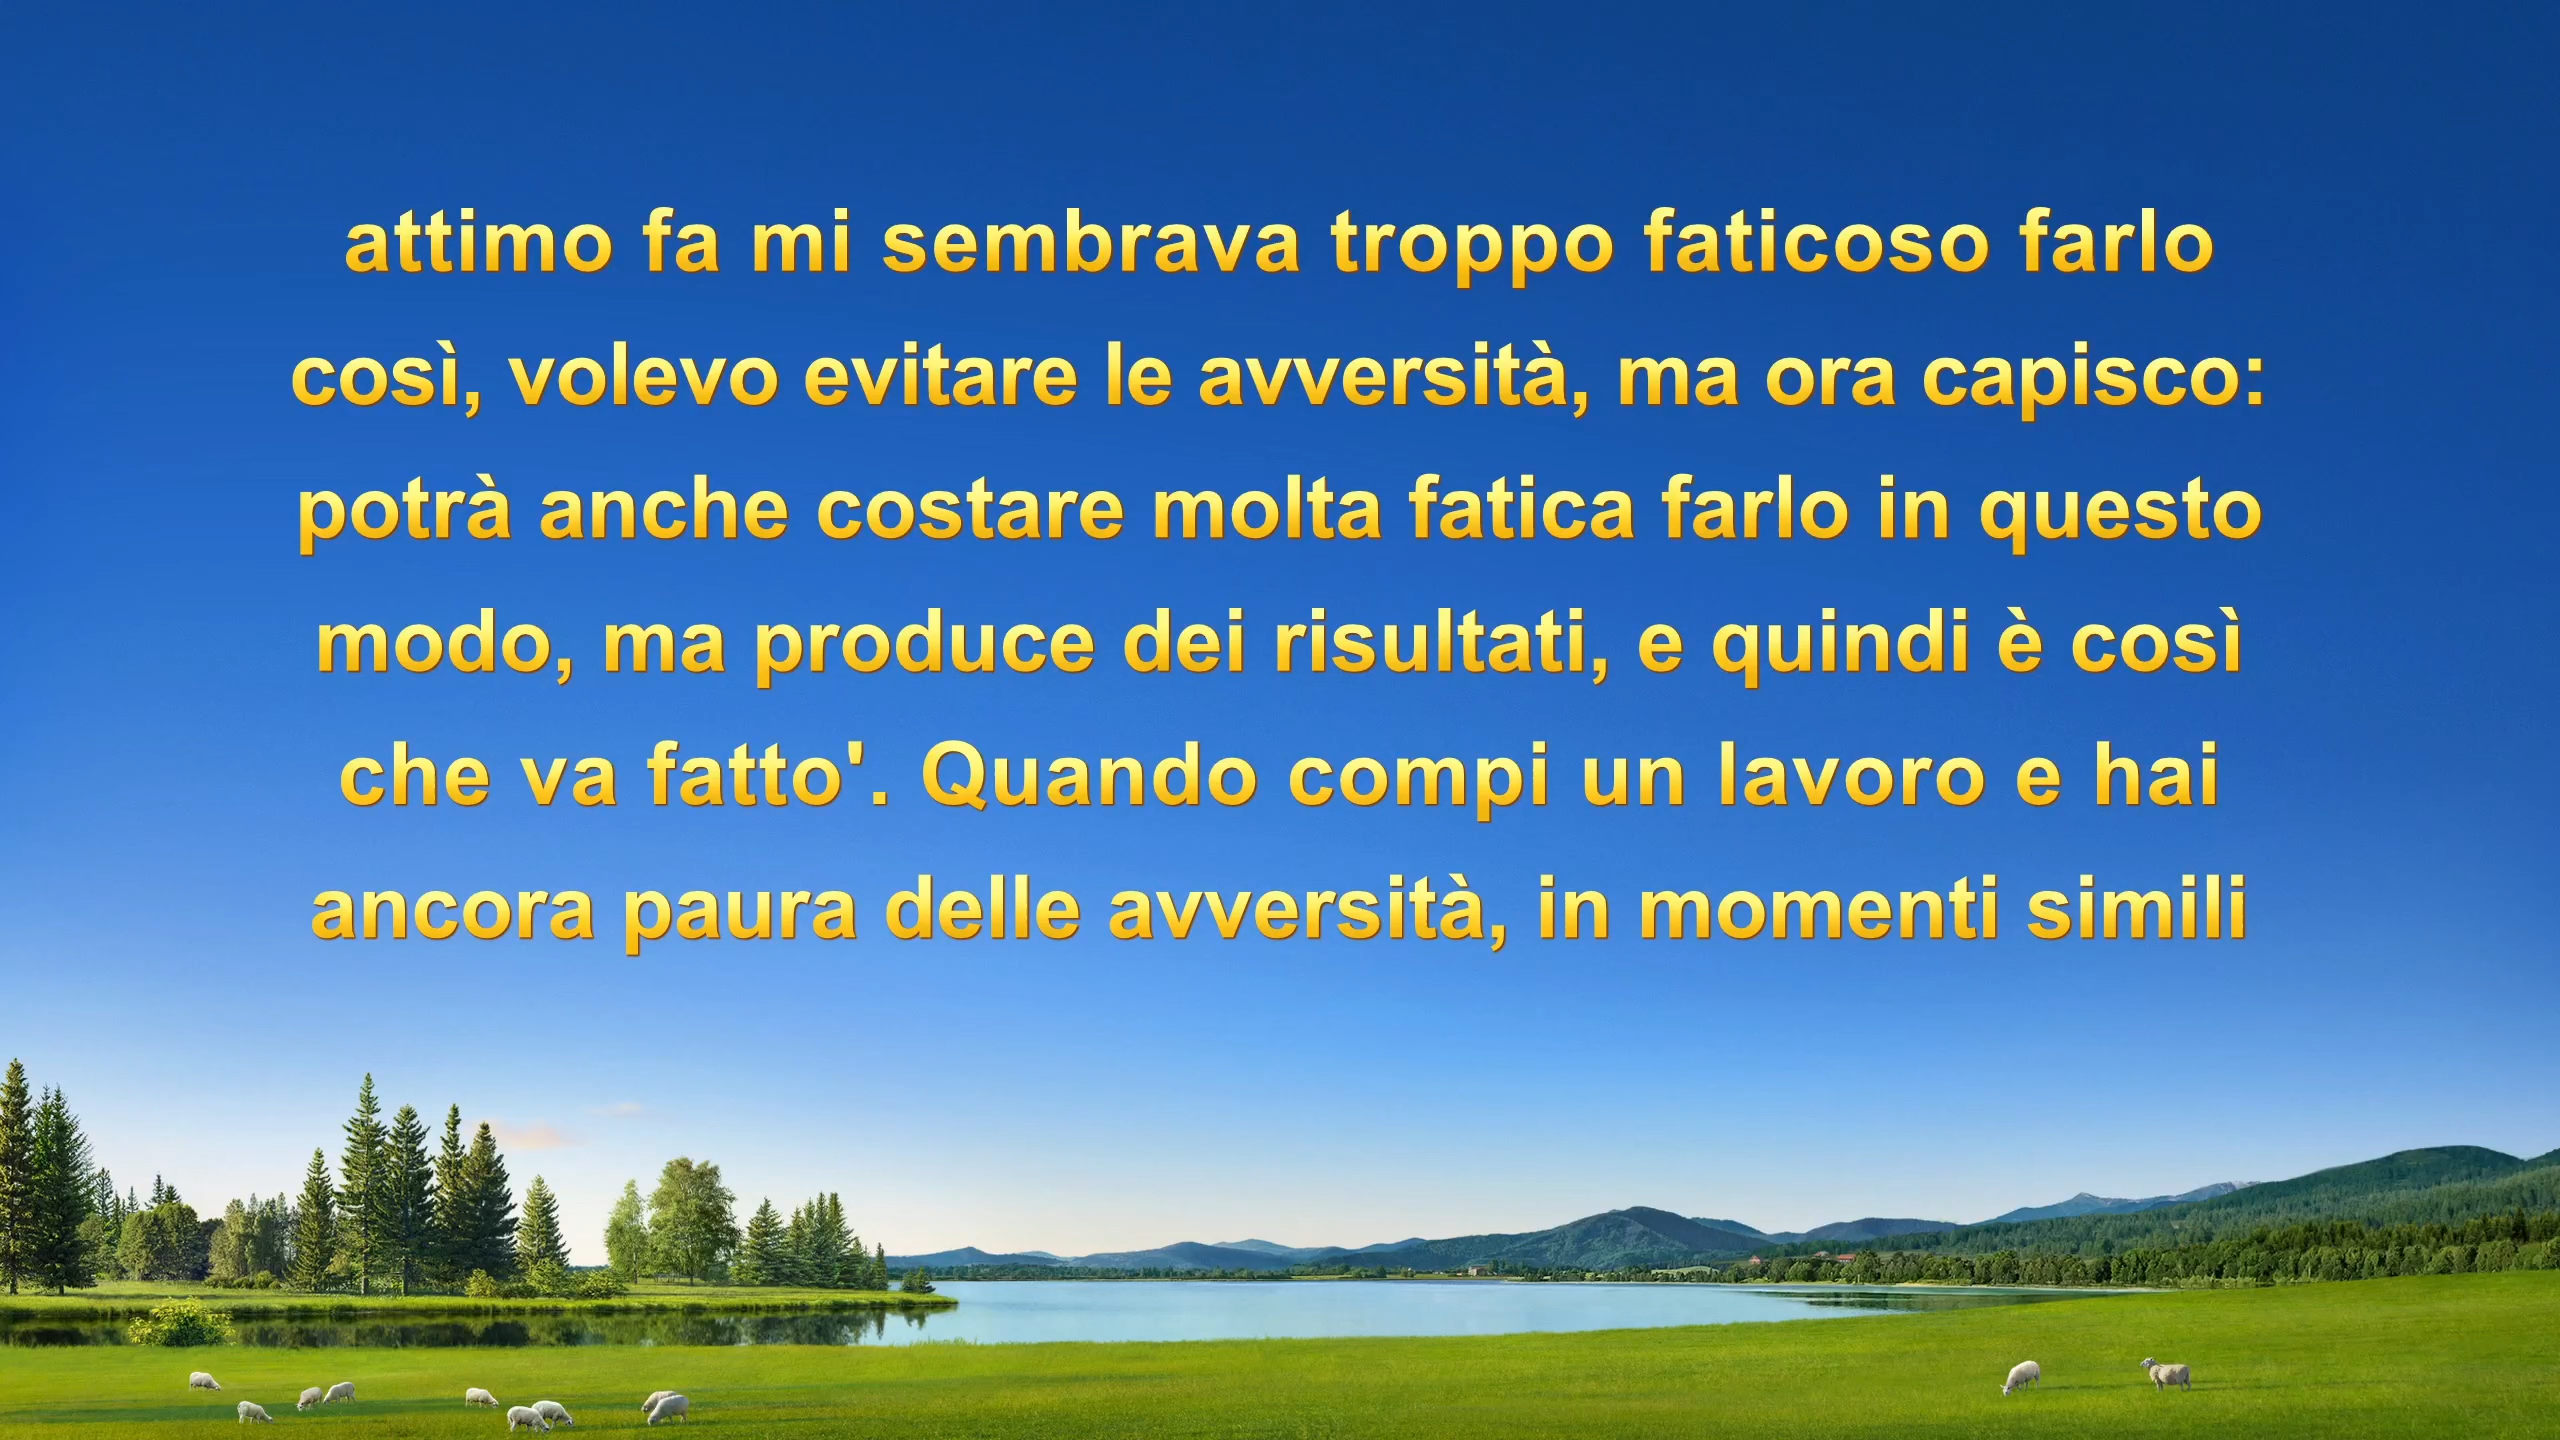 attimo fa mi sembrava troppo faticoso farlo
così, volevo evitare le avversità, ma ora capisco:
potrà anche costare molta fatica farlo in questo
modo, ma produce dei risultati, e quindi è così
che va fatto'. Quando compi un lavoro e hai
ancora paura delle avversità, in momenti simili